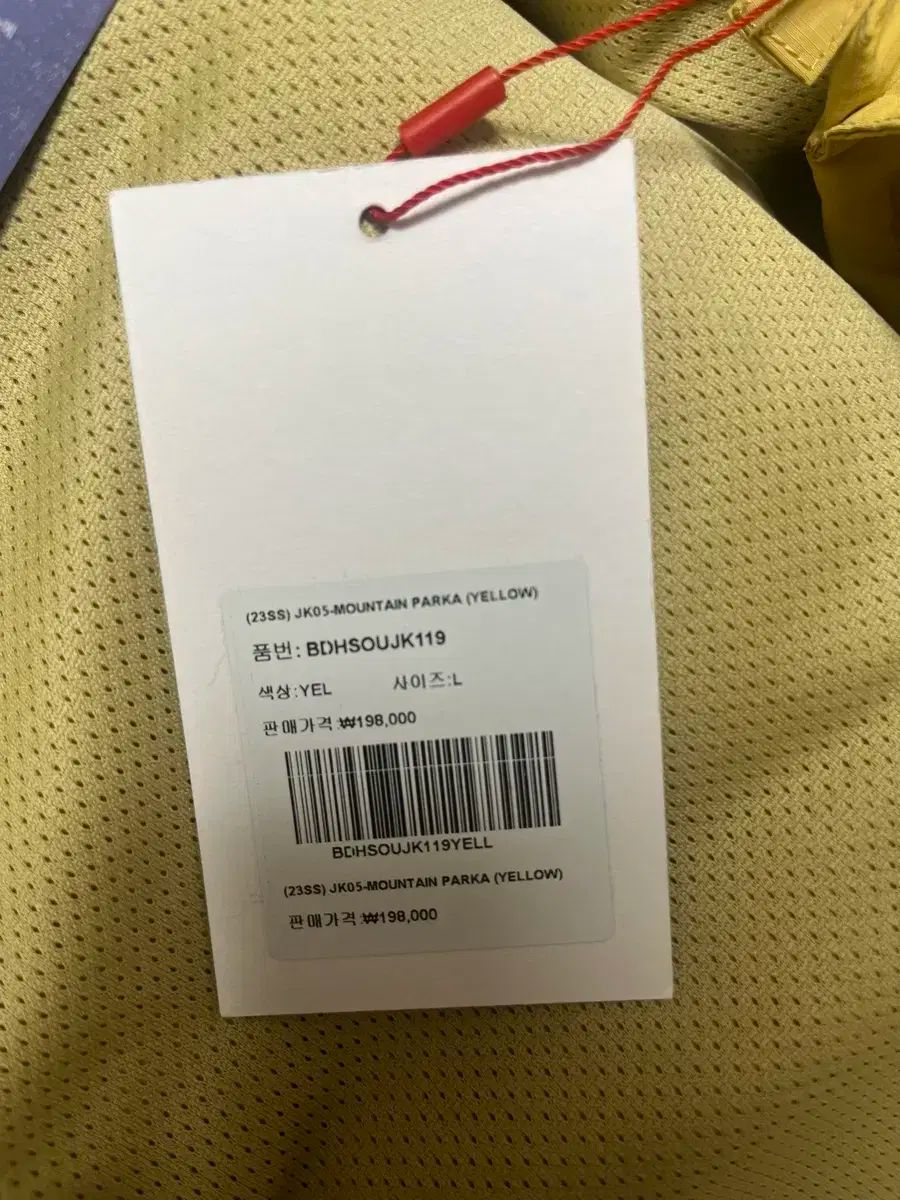 (23SS) JK05-MOUNTAIN PARKA (YELLOW)
품번: BDHSOUJK119
색상:YEL 사이즈:L
판매가격:₩198,000
BDHSOUJK119YELL
(23SS) JK05-MOUNTAIN PARKA (YELLOW)
판매가격:₩198,000